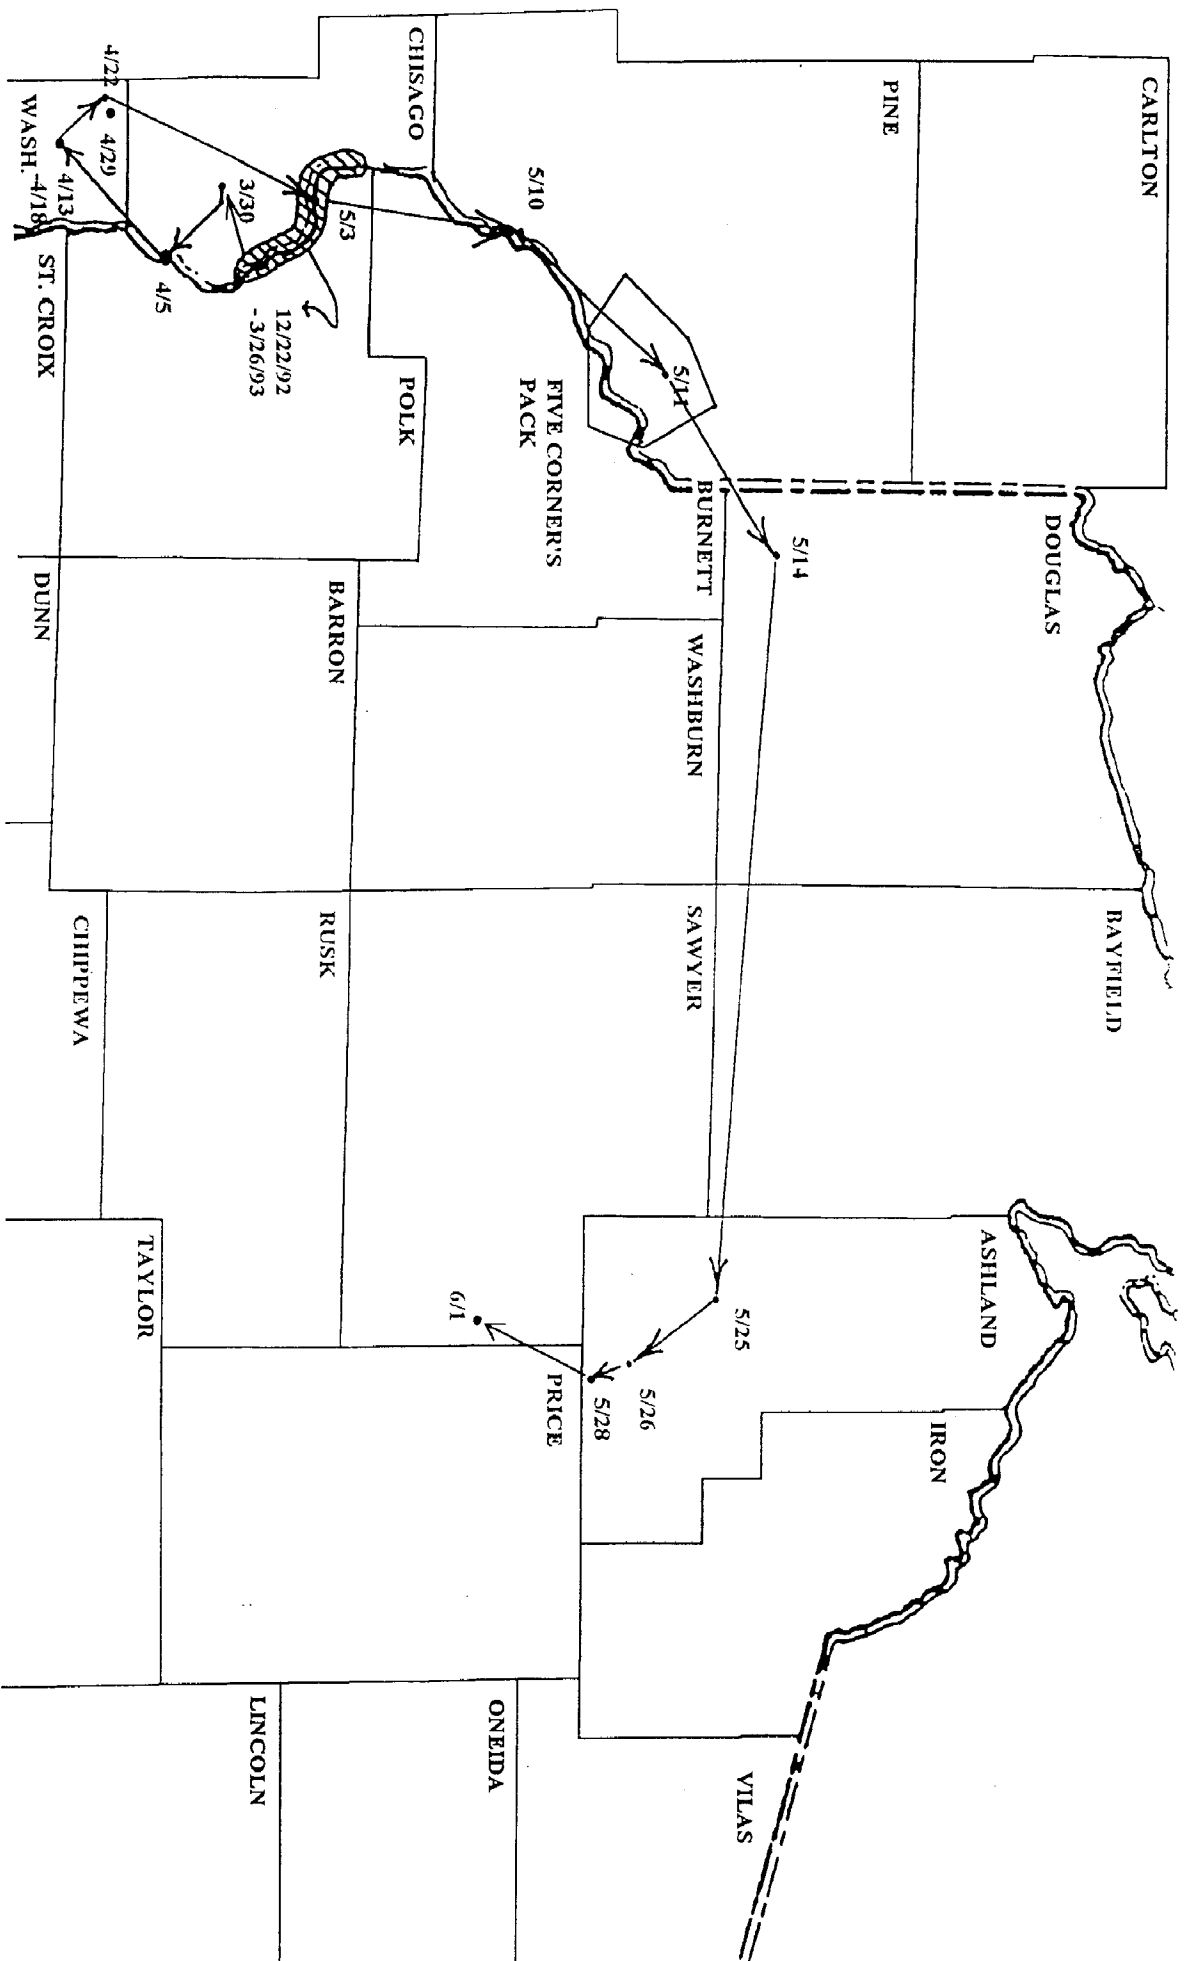 CARLTON
PINE
CHISAGO
WASH.
4/22
4/29
4/13
-4/18
3/30
4/5
5/3
12/22/92
- 3/26/93
5/10
5/11
5/14
FIVE CORNER'S
PACK
DOUGLAS
BURNETT
POLK
ST. CROIX
DUNN
BARRON
WASHBURN
BAYFIELD
SAWYER
RUSK
CHIPPEWA
ASHLAND
5/25
5/26
5/28
6/1
IRON
PRICE
TAYLOR
VILAS
ONEIDA
LINCOLN